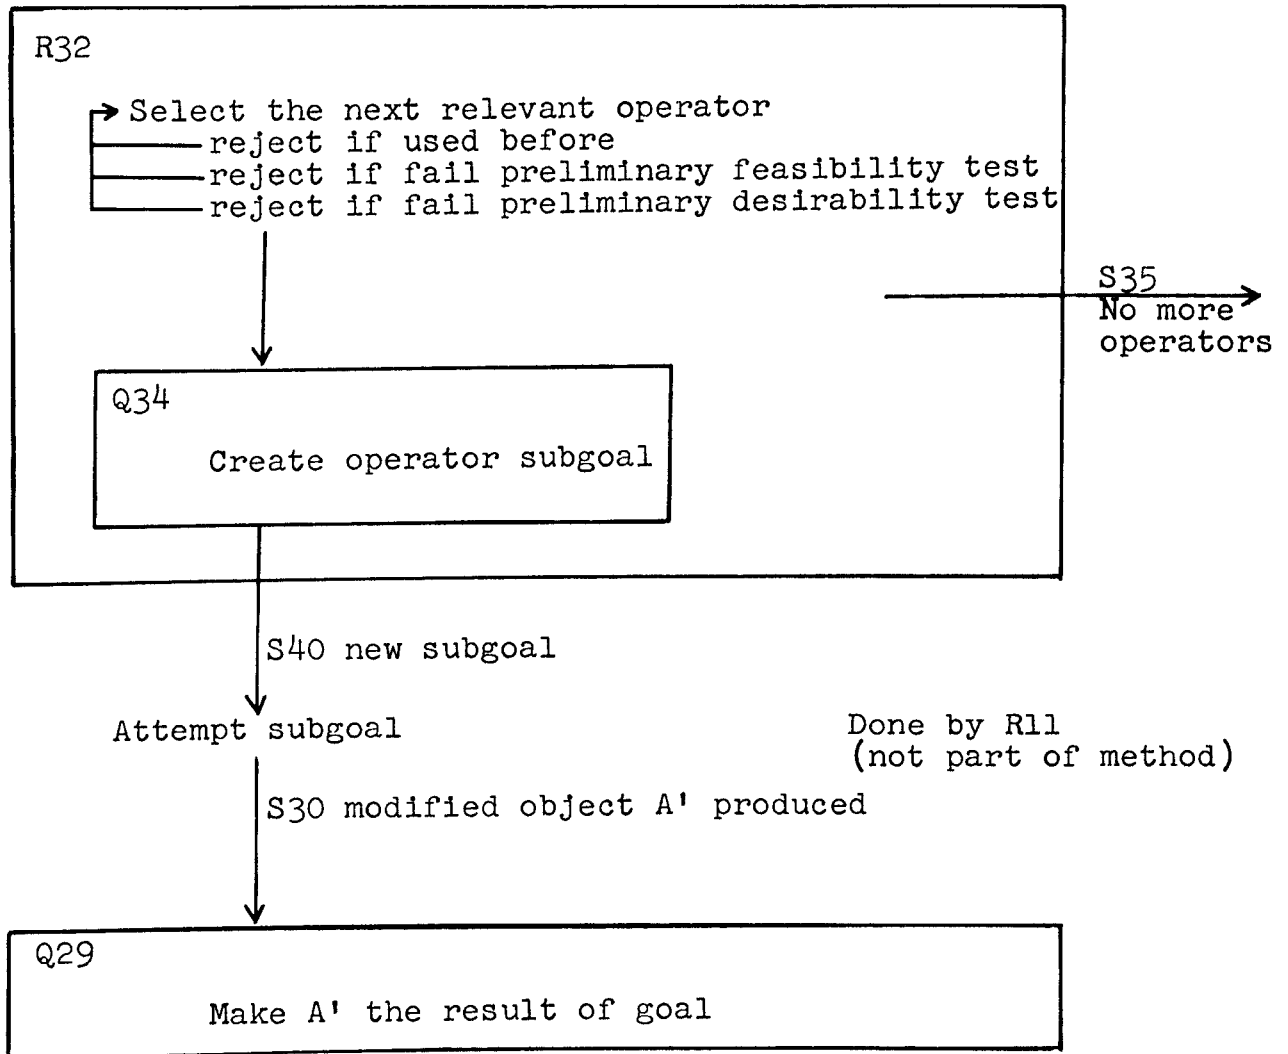 R32
Select the next relevant operator
reject if used before
reject if fail preliminary feasibility test
reject if fail preliminary desirability test
S35
No more
operators
Q34
Create operator subgoal
S40 new subgoal
Attempt subgoal
Done by R11
(not part of method)
S30 modified object A' produced
Q29
Make A' the result of goal